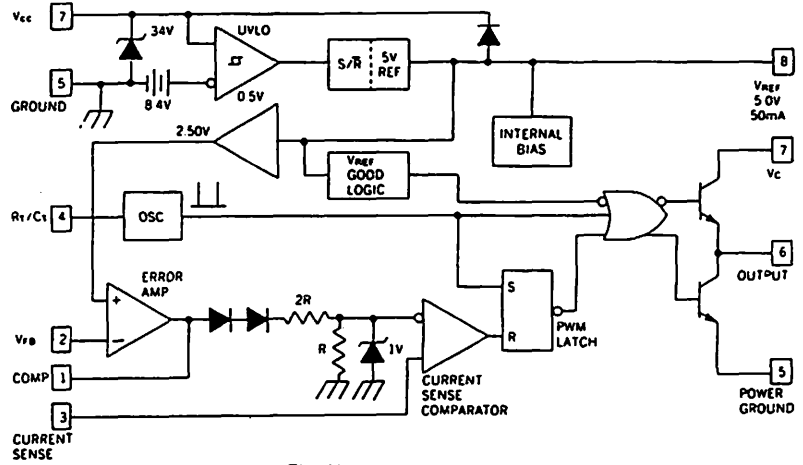 Vcc 7
34V
UVLO
S/R̅
5V
REF
8
VREF
5.0V
50mA
5
GROUND
8.4V
0.5V
2.50V
INTERNAL
BIAS
VREF
GOOD
LOGIC
7
Vc
RT/CT 4
OSC
6
OUTPUT
ERROR
AMP
+
−
VFB 2
2R
R
1V
S
R
PWM
LATCH
COMP 1
CURRENT
SENSE
COMPARATOR
5
POWER
GROUND
3
CURRENT
SENSE